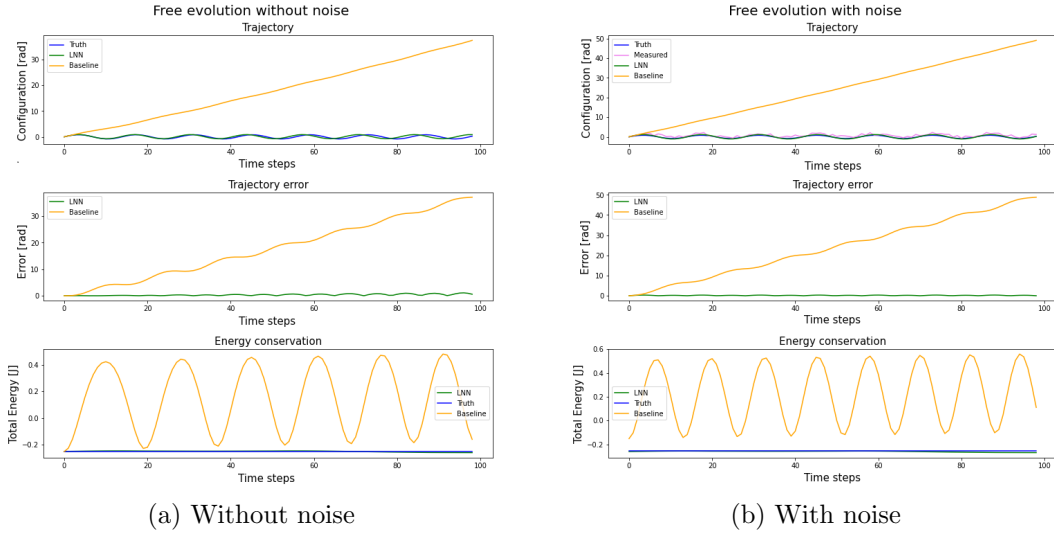 Free evolution without noise
Trajectory
Truth
LNN
Baseline
Configuration [rad]
30
20
10
0
0 20 40 60 80 100
Time steps
Trajectory error
LNN
Baseline
Error [rad]
30
20
10
0
0 20 40 60 80 100
Time steps
Energy conservation
LNN
Truth
Baseline
Total Energy [J]
0.4
0.2
0.0
−0.2
0 20 40 60 80 100
Time steps
(a) Without noise
Free evolution with noise
Trajectory
Truth
Measured
LNN
Baseline
Configuration [rad]
50
40
30
20
10
0
0 20 40 60 80 100
Time steps
Trajectory error
LNN
Baseline
Error [rad]
50
40
30
20
10
0
0 20 40 60 80 100
Time steps
Energy conservation
LNN
Truth
Baseline
Total Energy [J]
0.6
0.4
0.2
0.0
−0.2
0 20 40 60 80 100
Time steps
(b) With noise